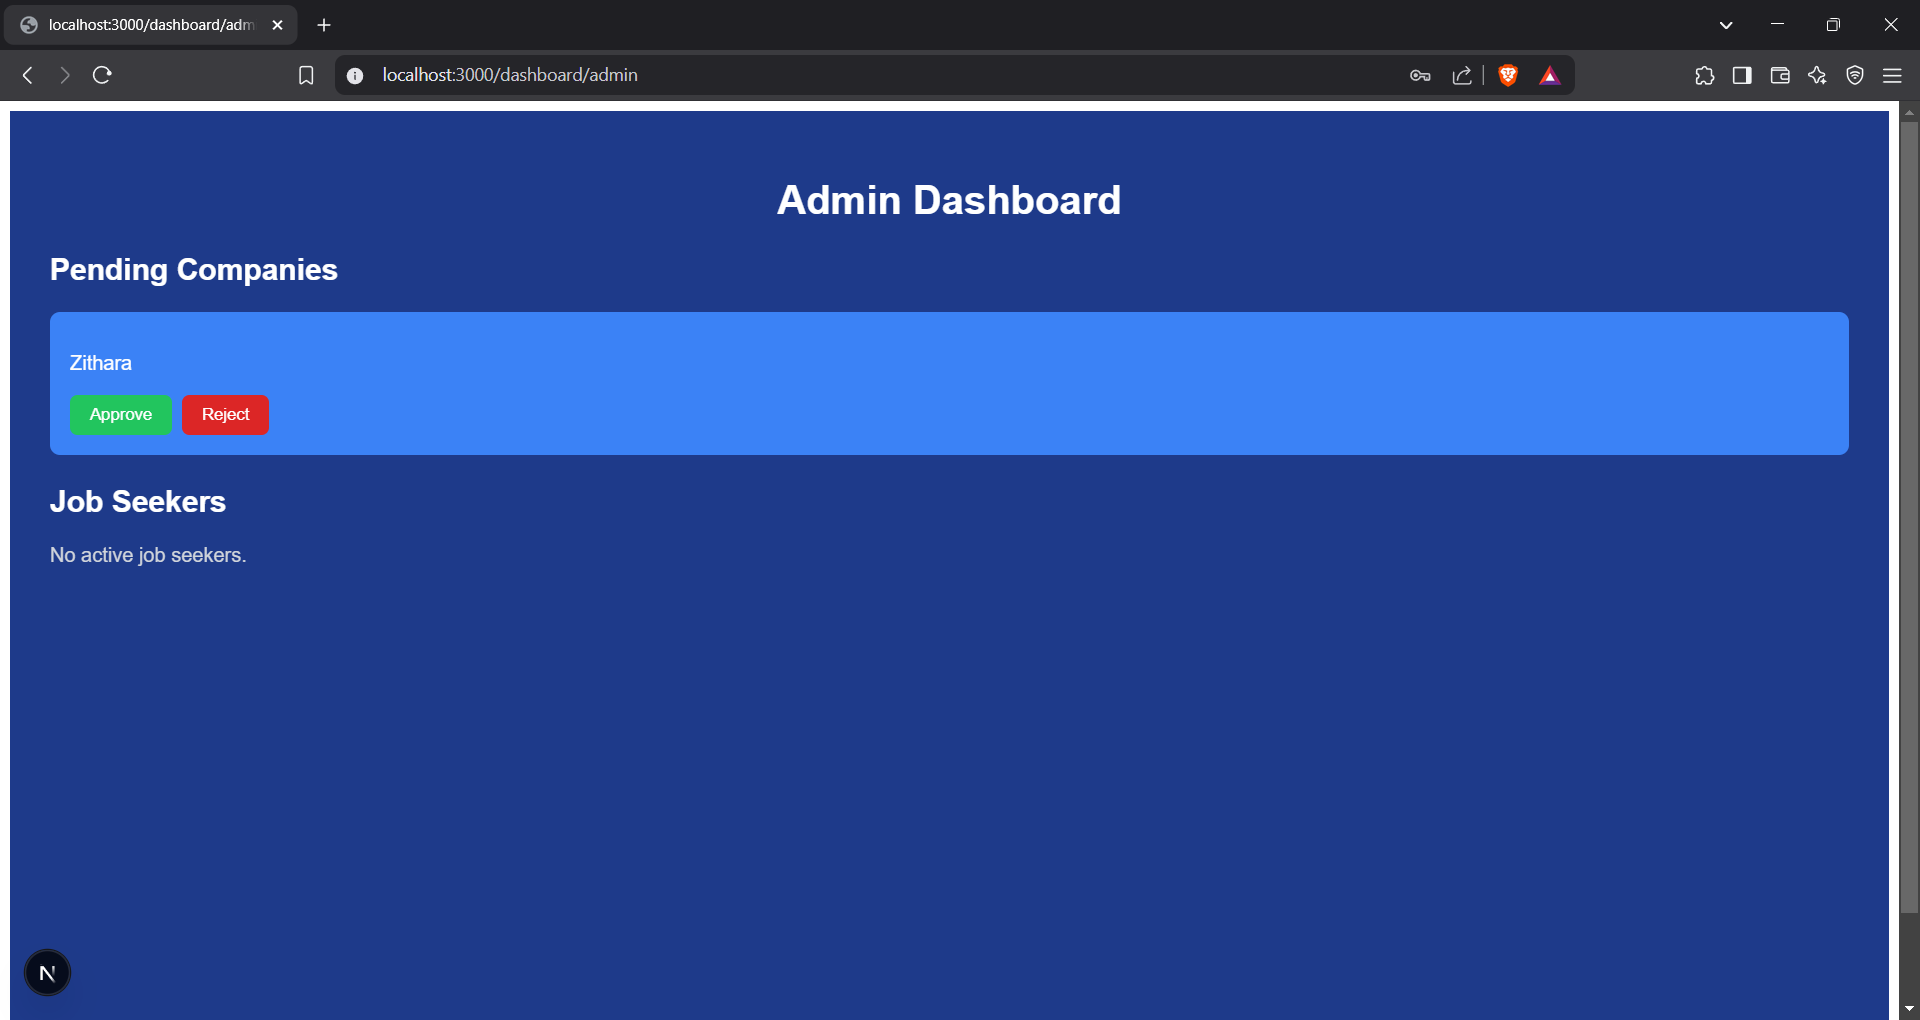 localhost:3000/dashboard/adm
localhost:3000/dashboard/admin
Admin Dashboard
Pending Companies
Zithara
Approve Reject
Job Seekers
No active job seekers.
N